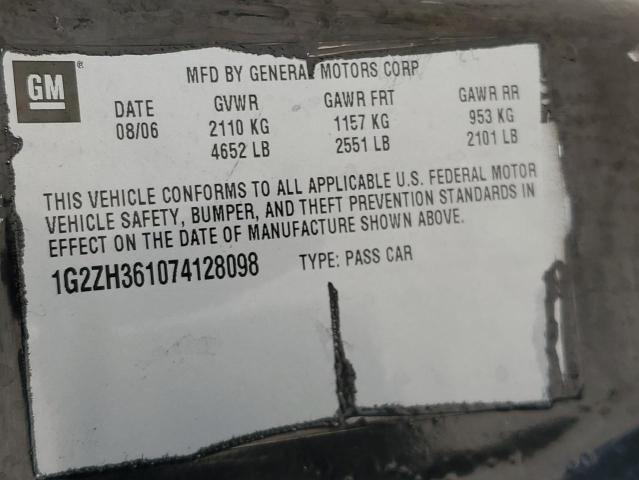 GM ®
MFD BY GENERAL MOTORS CORP
DATE GVWR GAWR FRT GAWR RR
08/06 2110 KG 1157 KG 953 KG
4652 LB 2551 LB 2101 LB
THIS VEHICLE CONFORMS TO ALL APPLICABLE U.S. FEDERAL MOTOR
VEHICLE SAFETY, BUMPER, AND THEFT PREVENTION STANDARDS IN
EFFECT ON THE DATE OF MANUFACTURE SHOWN ABOVE.
1G2ZH361074128098 TYPE: PASS CAR